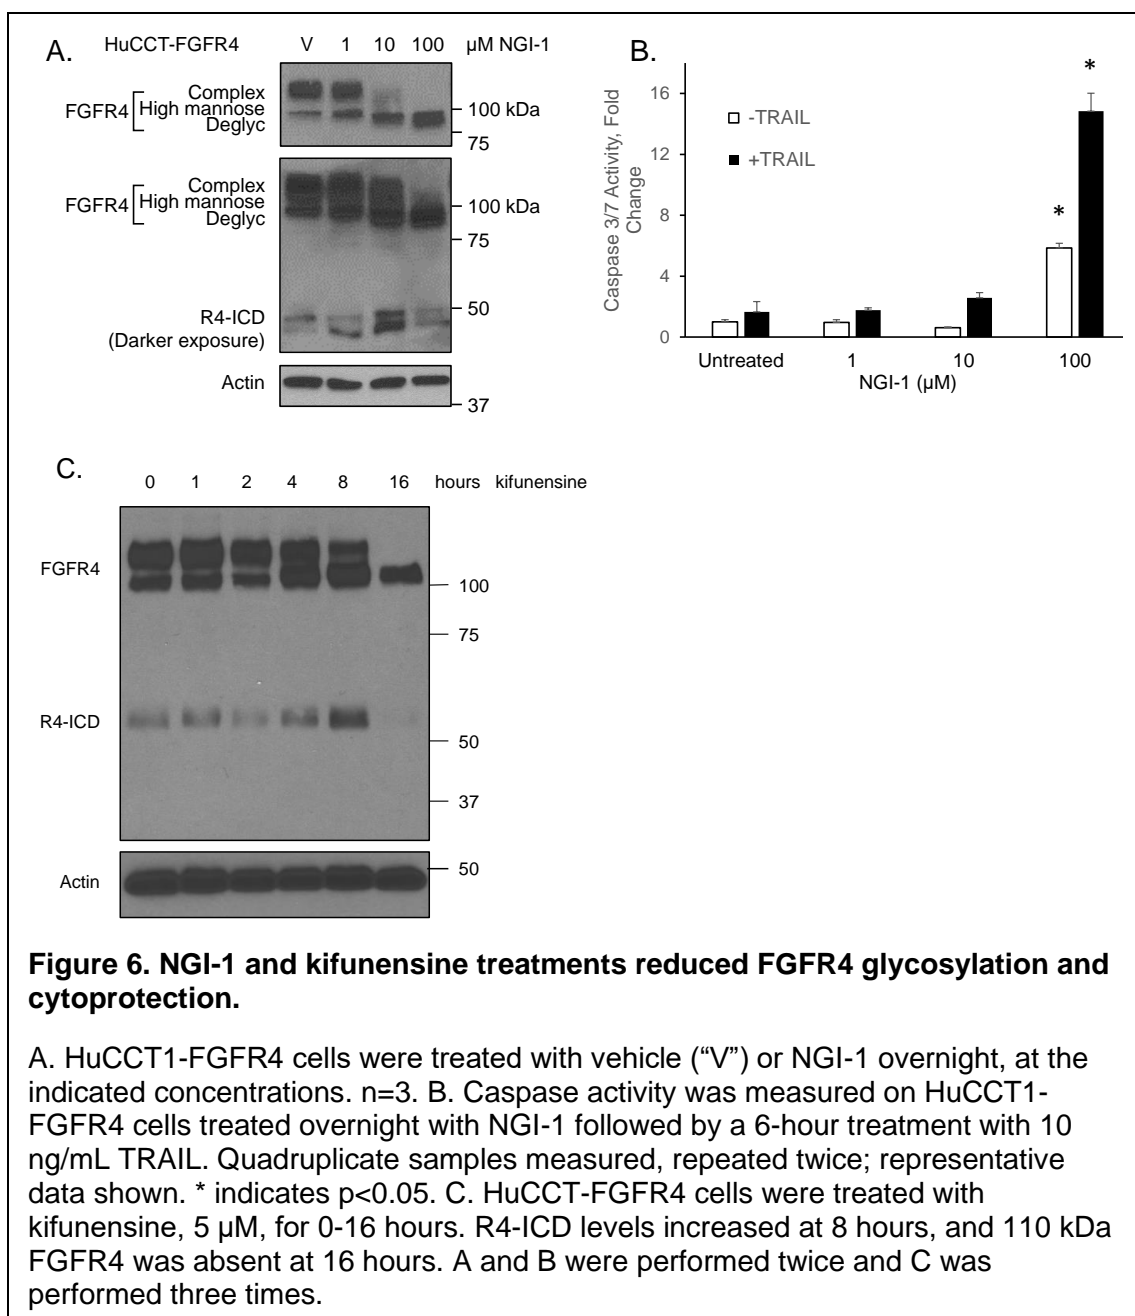 A.
HuCCT-FGFR4 V 1 10 100 µM NGI-1
Complex
FGFR4 High mannose
Deglyc
100 kDa
75
Complex
FGFR4 High mannose
Deglyc
100 kDa
75
50
R4-ICD
(Darker exposure)
Actin
37
B.
Caspase 3/7 Activity, Fold
Change
16
12
8
4
0
-TRAIL
+TRAIL
*
*
Untreated 1 10 100
NGI-1 (µM)
C.
0 1 2 4 8 16 hours kifunensine
FGFR4
100
75
R4-ICD
50
37
50
Actin
Figure 6. NGI-1 and kifunensine treatments reduced FGFR4 glycosylation and
cytoprotection.
A. HuCCT1-FGFR4 cells were treated with vehicle (“V”) or NGI-1 overnight, at the
indicated concentrations. n=3. B. Caspase activity was measured on HuCCT1-
FGFR4 cells treated overnight with NGI-1 followed by a 6-hour treatment with 10
ng/mL TRAIL. Quadruplicate samples measured, repeated twice; representative
data shown. * indicates p<0.05. C. HuCCT-FGFR4 cells were treated with
kifunensine, 5 µM, for 0-16 hours. R4-ICD levels increased at 8 hours, and 110 kDa
FGFR4 was absent at 16 hours. A and B were performed twice and C was
performed three times.